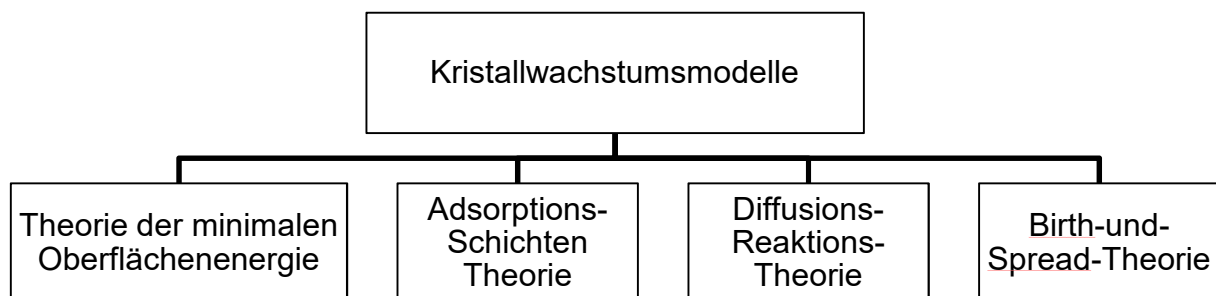 Kristallwachstumsmodelle
Theorie der minimalen
Oberflächenenergie
Adsorptions-
Schichten
Theorie
Diffusions-
Reaktions-
Theorie
Birth-und-
Spread-Theorie